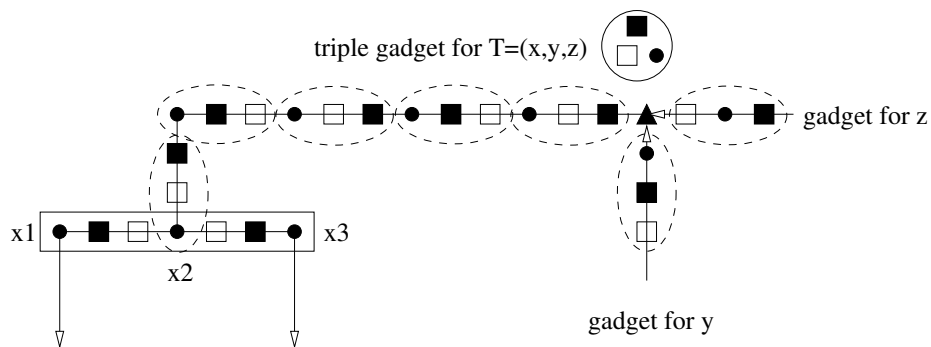 triple gadget for T=(x,y,z)
gadget for z
x1
x3
x2
gadget for y